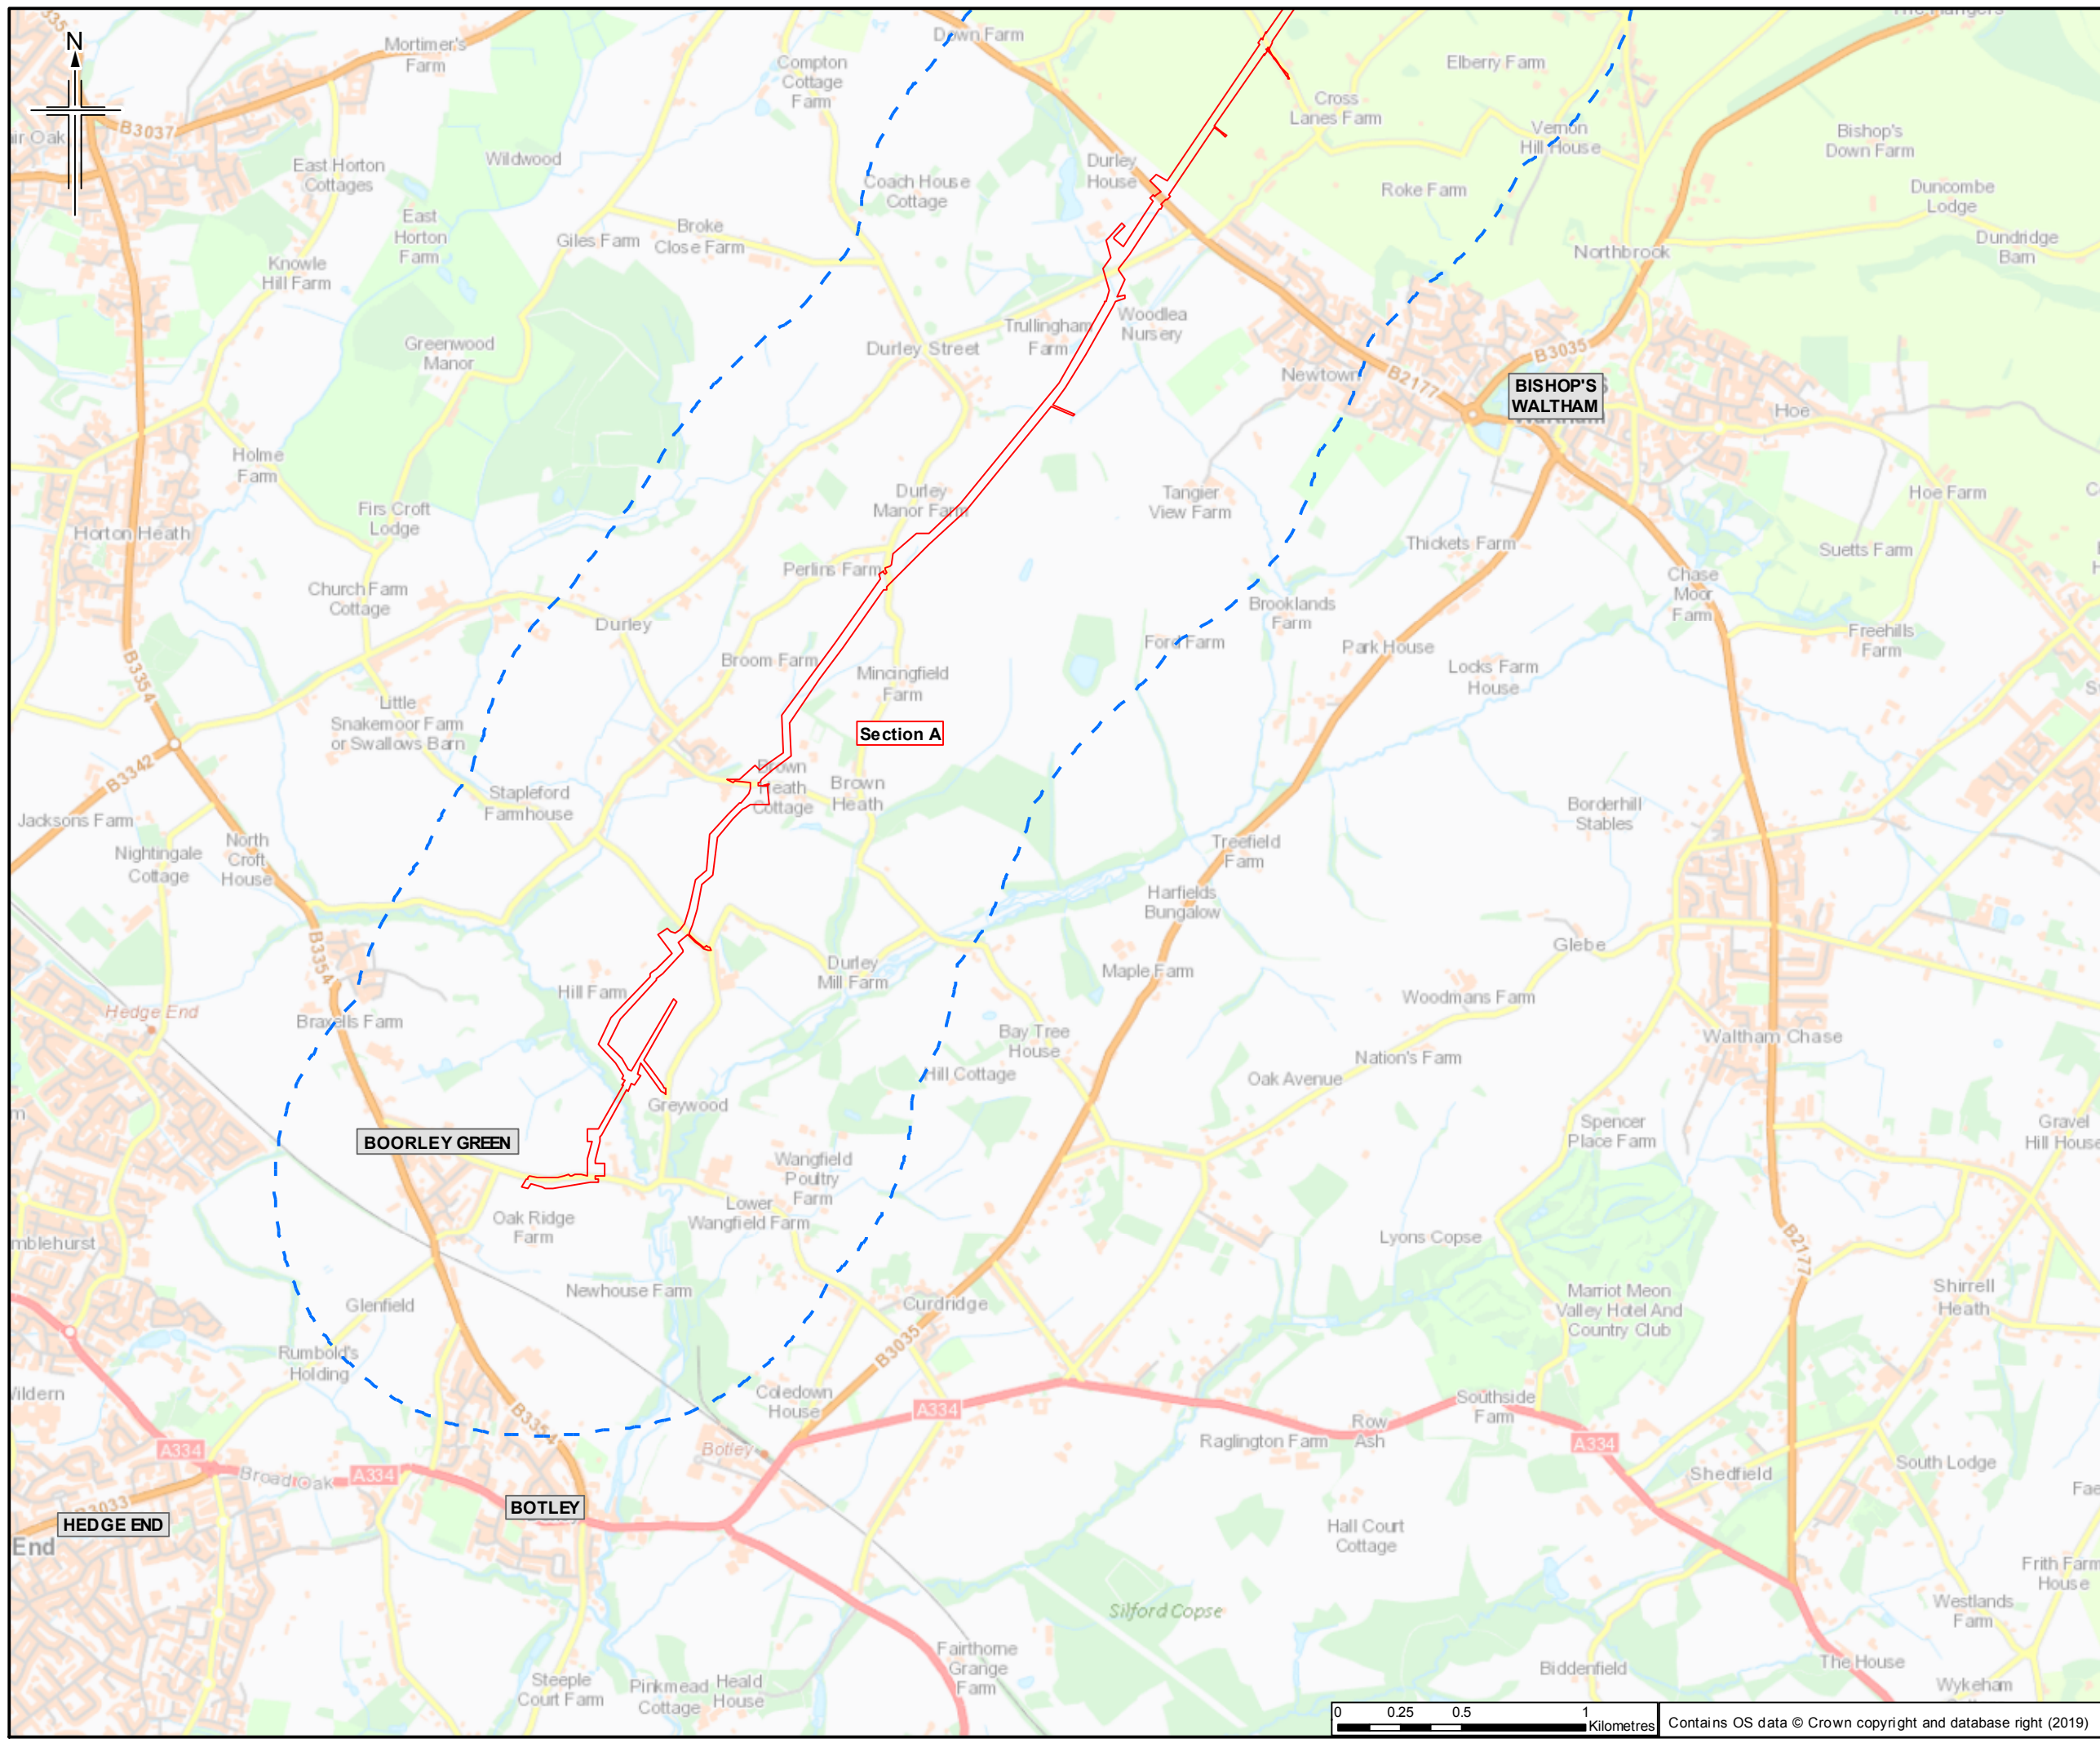 Down Farm
N
Mortimer's
Farm
Compton
Cottage
Farm
Elberry Farm
Cross
Lanes Farm
B3037
Vernon
Hill House
Bishop's
Down Farm
Wildwood
East Horton
Cottages
Durley
House
Coach House
Cottage
Roke Farm
Duncombe
Lodge
East
Horton
Farm
Giles Farm
Broke
Close Farm
Northbrook
Dundridge
Barn
Knowle
Hill Farm
Trullingham
Farm
Woodlea
Nursery
Greenwood
Manor
Durley Street
B3035
Newtown
B2177
BISHOP'S
WALTHAM
Hoe
Holme
Farm
Durley
Manor Farm
Tangier
View Farm
Hoe Farm
Firs Croft
Lodge
Horton Heath
Thickets Farm
Suetts Farm
Perlins Farm
Chase
Moor
Farm
Church Farm
Cottage
Brooklands
Farm
Durley
Ford Farm
Park House
Freehills
Farm
B3354
Broom Farm
Mincingfield
Farm
Locks Farm
House
Little
Snakemoor Farm
or Swallows Barn
Section A
B3342
Brown
Heath
Cottage
Brown
Heath
Stapleford
Farmhouse
Borderhill
Stables
Jacksons Farm
North
Croft
House
Nightingale
Cottage
Treefield
Farm
Harfields
Bungalow
B3354
Glebe
Durley
Mill Farm
Maple Farm
Hill Farm
Woodmans Farm
Hedge End
Braxells Farm
Bay Tree
House
Waltham Chase
Nation's Farm
Hill Cottage
Oak Avenue
Greywood
Spencer
Place Farm
Gravel
Hill House
BOORLEY GREEN
Wangfield
Poultry
Farm
Lower
Wangfield Farm
Oak Ridge
Farm
Lyons Copse
B2177
Newhouse Farm
Marriot Meon
Valley Hotel And
Country Club
Shirrell
Heath
Glenfield
Curdridge
B3035
Rumbold's
Holding
Coledown
House
A334
Southside
Farm
B3354
Row
Ash
Raglington Farm
A334
A334
Botley
Broad Oak
A334
Shedfield
South Lodge
B3033
BOTLEY
HEDGE END
End
Hall Court
Cottage
Frith Farm
House
Silford Copse
Westlands
Farm
Fairthorne
Grange
Farm
Steeple
Court Farm
Pinkmead
Cottage
Heald
House
Biddenfield
The House
Wykeham
0 0.25 0.5 1
Kilometres
Contains OS data © Crown copyright and database right (2019)